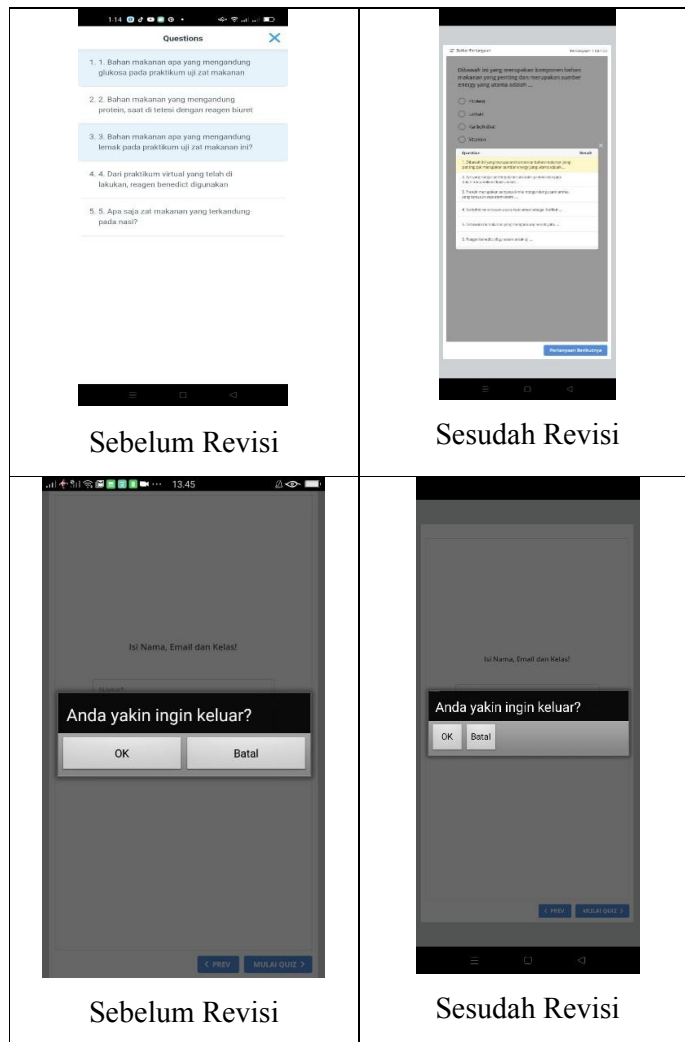 1:14
Questions
1. 1. Bahan makanan apa yang mengandung
glukosa pada praktikum uji zat makanan
2. 2. Bahan makanan yang mengandung
protein, saat di tetesi dengan reagen biuret
3. 3. Bahan makanan apa yang mengandung
lemak pada praktikum uji zat makanan ini?
4. 4. Dari praktikum virtual yang telah di
lakukan, reagen benedict digunakan
5. 5. Apa saja zat makanan yang terkandung
pada nasi?
Sebelum Revisi
Dibawah ini yang merupakan komponen bahan
makanan yang penting dan merupakan sumber
energy yang utama adalah ...
Protein
Lemak
Karbohidrat
Vitamin
Question Result
Pertanyaan Berikutnya
Sesudah Revisi
13.45
Isi Nama, Email dan Kelas!
Anda yakin ingin keluar?
OK Batal
< PREV MULAI QUIZ >
Sebelum Revisi
Isi Nama, Email dan Kelas!
Anda yakin ingin keluar?
OK Batal
< PREV MULAI QUIZ >
Sesudah Revisi